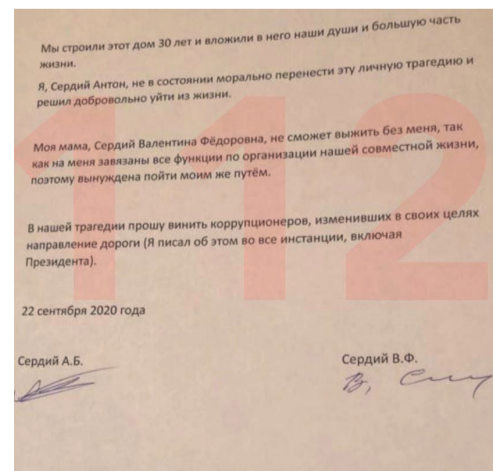 Мы строили этот дом 30 лет и вложили в него наши души и большую часть
жизни.
Я, Сердий Антон, не в состоянии морально перенести эту личную трагедию и
решил добровольно уйти из жизни.
Моя мама, Сердий Валентина Фёдоровна, не сможет выжить без меня, так
как на меня завязаны все функции по организации нашей совместной жизни,
поэтому вынуждена пойти моим же путём.
В нашей трагедии прошу винить коррупционеров, изменивших в своих целях
направление дороги (Я писал об этом во все инстанции, включая
Президента).
22 сентября 2020 года
Сердий А.Б.
Сердий В.Ф.
112